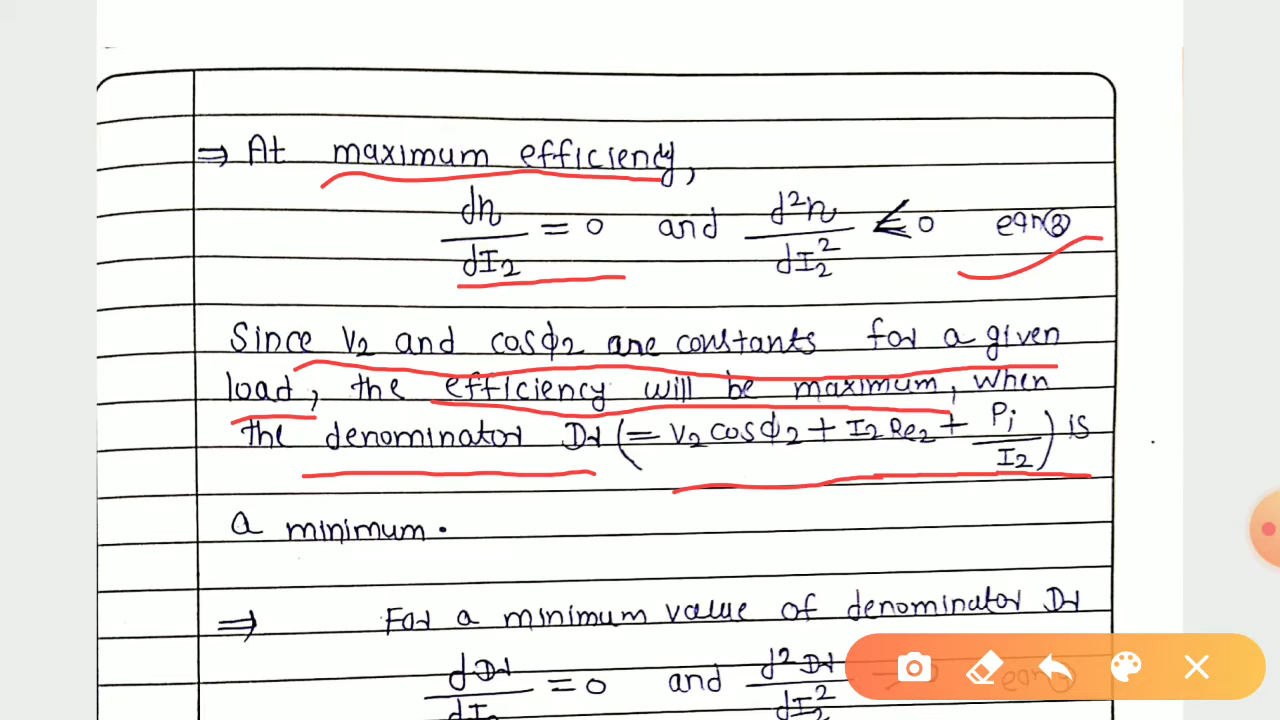 ⇒ At maximum efficiency,
dη/dI₂ = 0 and d²η/dI₂² < 0 eqn③
Since V₂ and cosϕ₂ are constants for a given
load, the efficiency will be maximum, when
the denominator Dr (= V₂ cosϕ₂ + I₂ Re₂ + Pi/I₂) is
a minimum.
⇒ For a minimum value of denominator Dr
dDr/dI₂ = 0 and d²Dr/dI₂²